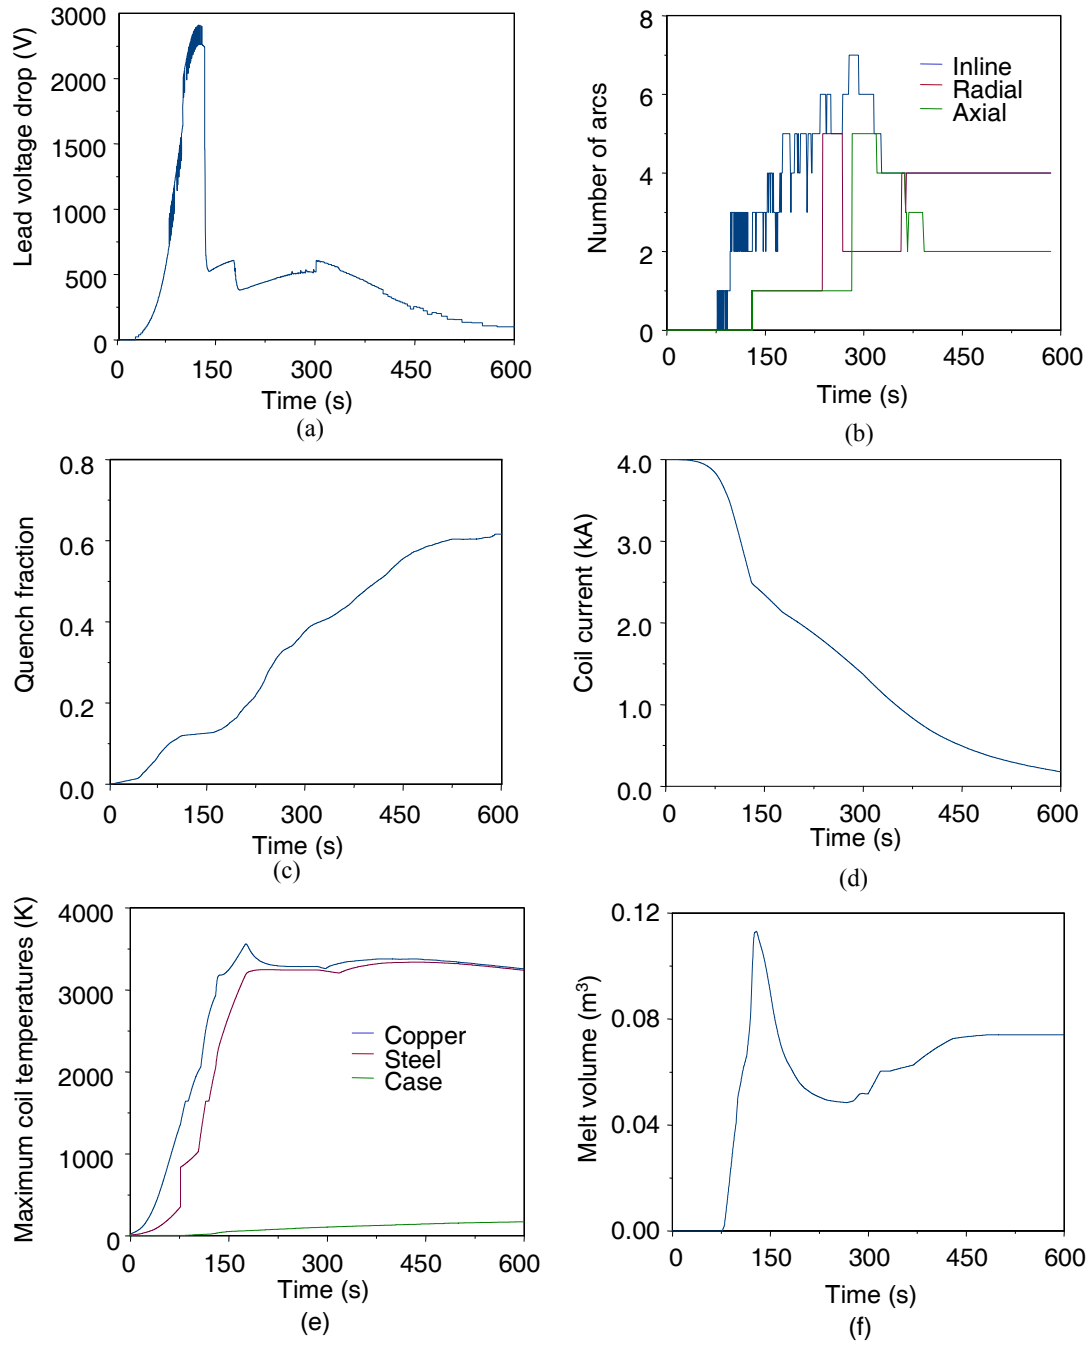 Lead voltage drop (V)
3000
2500
2000
1500
1000
500
0
0 150 300 450 600
Time (s)
(a)
Number of arcs
8
6
4
2
0
Inline
Radial
Axial
0 150 300 450 600
Time (s)
(b)
Quench fraction
0.8
0.6
0.4
0.2
0.0
0 150 300 450 600
Time (s)
(c)
Coil current (kA)
4.0
3.0
2.0
1.0
0.0
0 150 300 450 600
Time (s)
(d)
Maximum coil temperatures (K)
4000
3000
2000
1000
0
Copper
Steel
Case
0 150 300 450 600
Time (s)
(e)
Melt volume (m³)
0.12
0.08
0.04
0.00
0 150 300 450 600
Time (s)
(f)